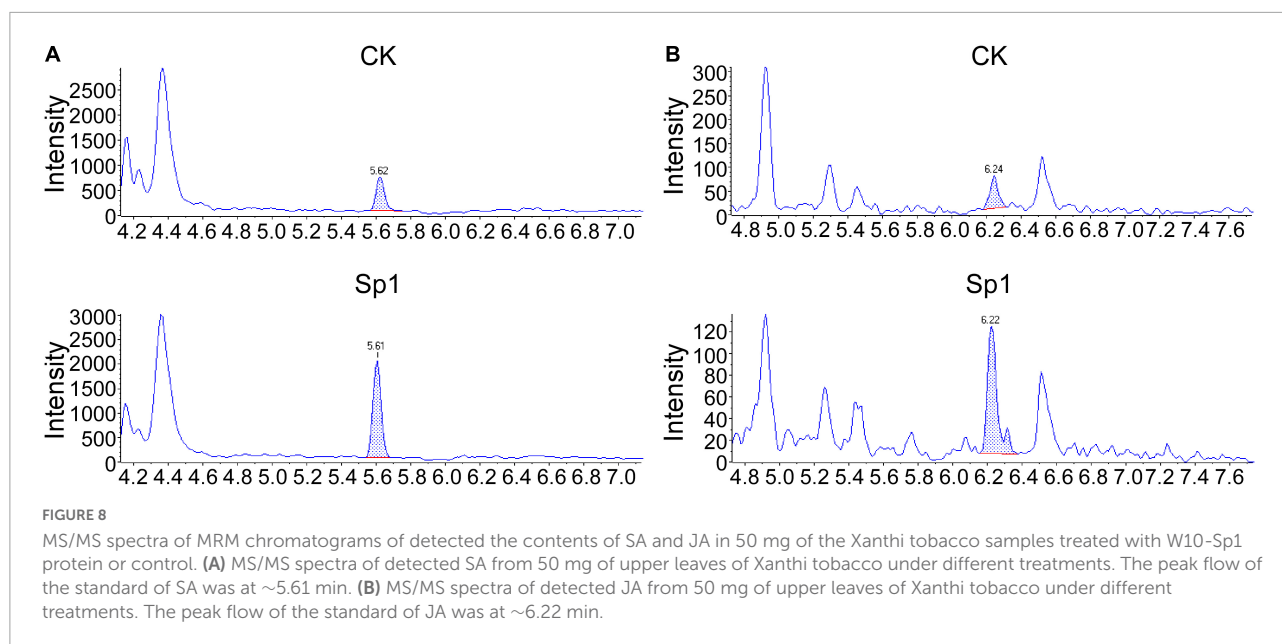 A
CK
Intensity
2500
2000
1500
1000
500
0
5.62
4.2 4.4 4.6 4.8 5.0 5.2 5.4 5.6 5.8 6.0 6.2 6.4 6.6 6.8 7.0
B
CK
Intensity
300
250
200
150
100
50
0
6.24
4.8 5.0 5.2 5.4 5.6 5.8 6.0 6.2 6.4 6.6 6.8 7.0 7.2 7.4 7.6
Sp1
Intensity
3000
2500
2000
1500
1000
500
0
5.61
4.2 4.4 4.6 4.8 5.0 5.2 5.4 5.6 5.8 6.0 6.2 6.4 6.6 6.8 7.0
Sp1
Intensity
120
100
80
60
40
20
0
6.22
4.8 5.0 5.2 5.4 5.6 5.8 6.0 6.2 6.4 6.6 6.8 7.0 7.2 7.4 7.6
FIGURE 8
MS/MS spectra of MRM chromatograms of detected the contents of SA and JA in 50 mg of the Xanthi tobacco samples treated with W10-Sp1
protein or control. (A) MS/MS spectra of detected SA from 50 mg of upper leaves of Xanthi tobacco under different treatments. The peak flow of
the standard of SA was at ~5.61 min. (B) MS/MS spectra of detected JA from 50 mg of upper leaves of Xanthi tobacco under different
treatments. The peak flow of the standard of JA was at ~6.22 min.